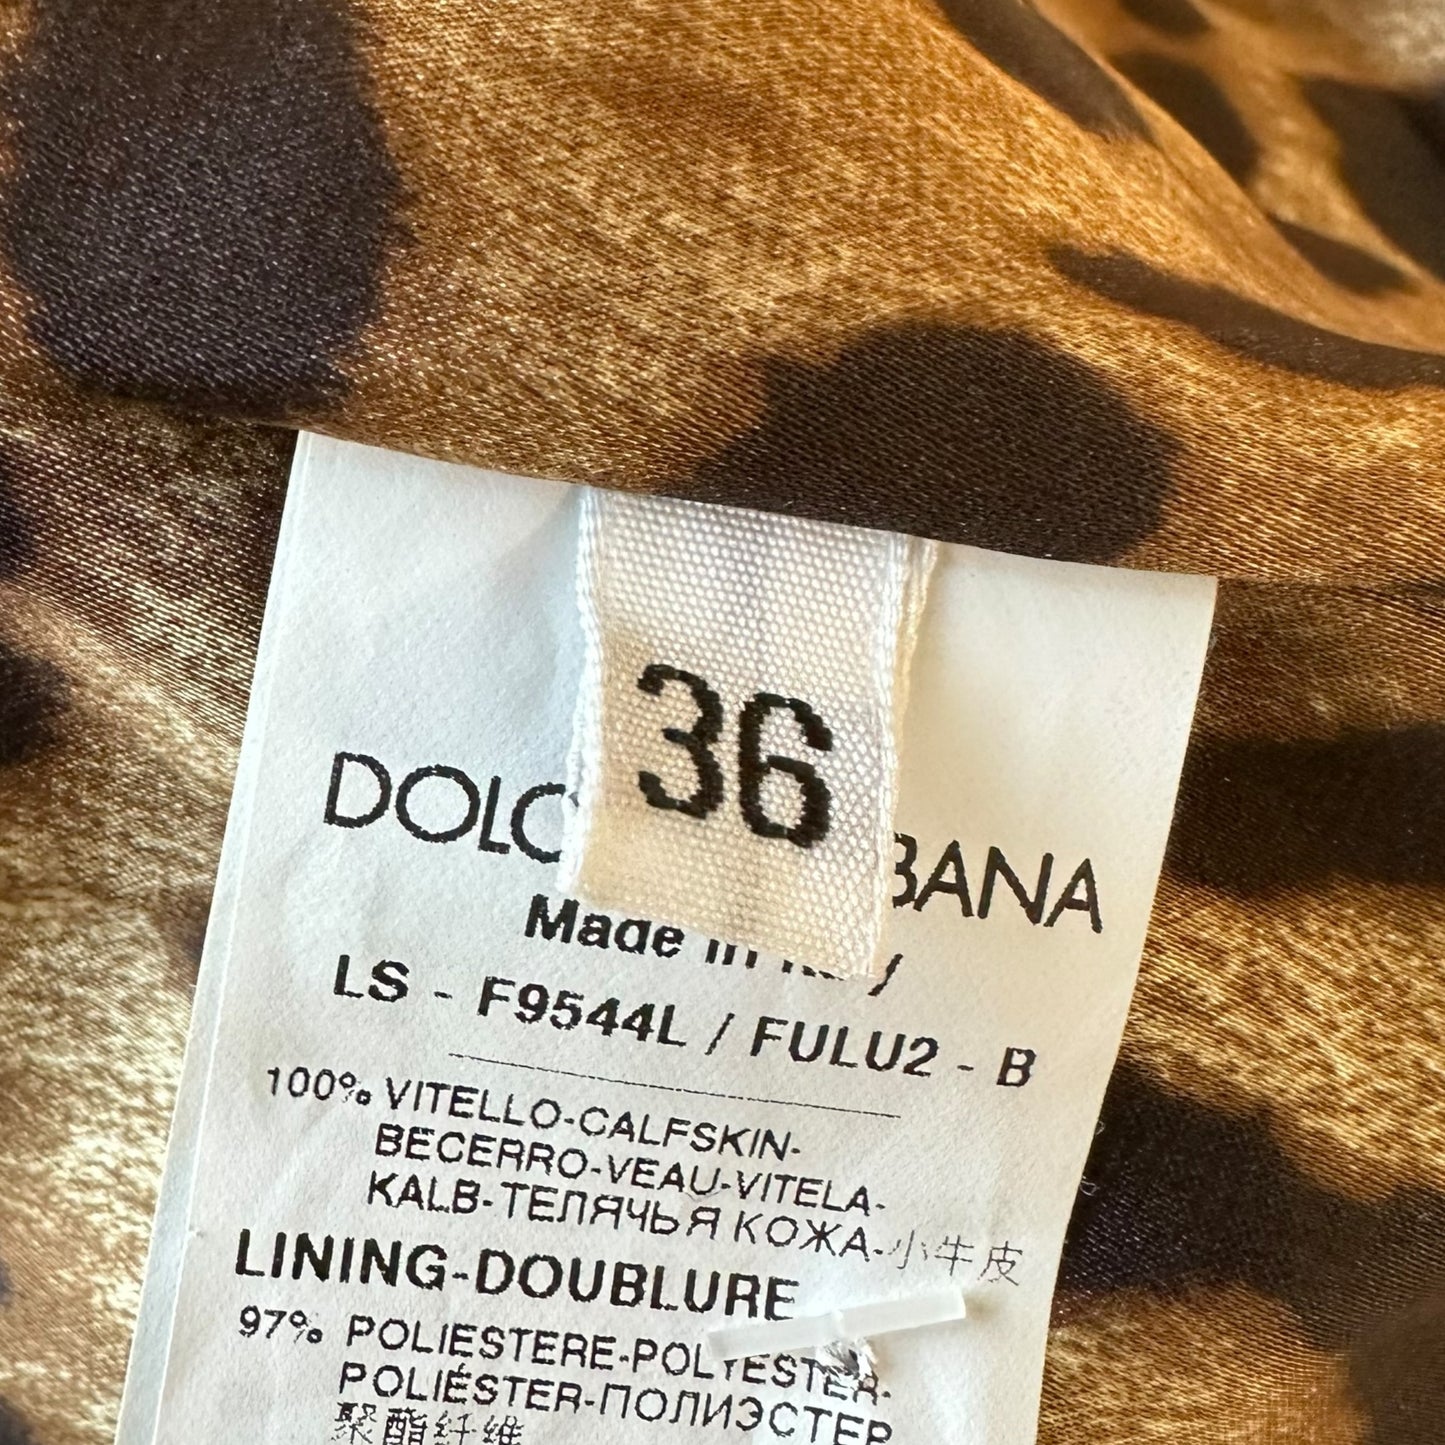 36
DOLC BANA
Made in Italy
LS - F9544L / FULU2 - B
100% VITELLO-CALFSKIN-
BECERRO-VEAU-VITELA-
KALB-ТЕЛЯЧЬЯ КОЖА-小牛皮
LINING-DOUBLURE
97% POLIESTERE-POLYESTER-
POLIÉSTER-ПОЛИЭСТЕР
聚酯纤维